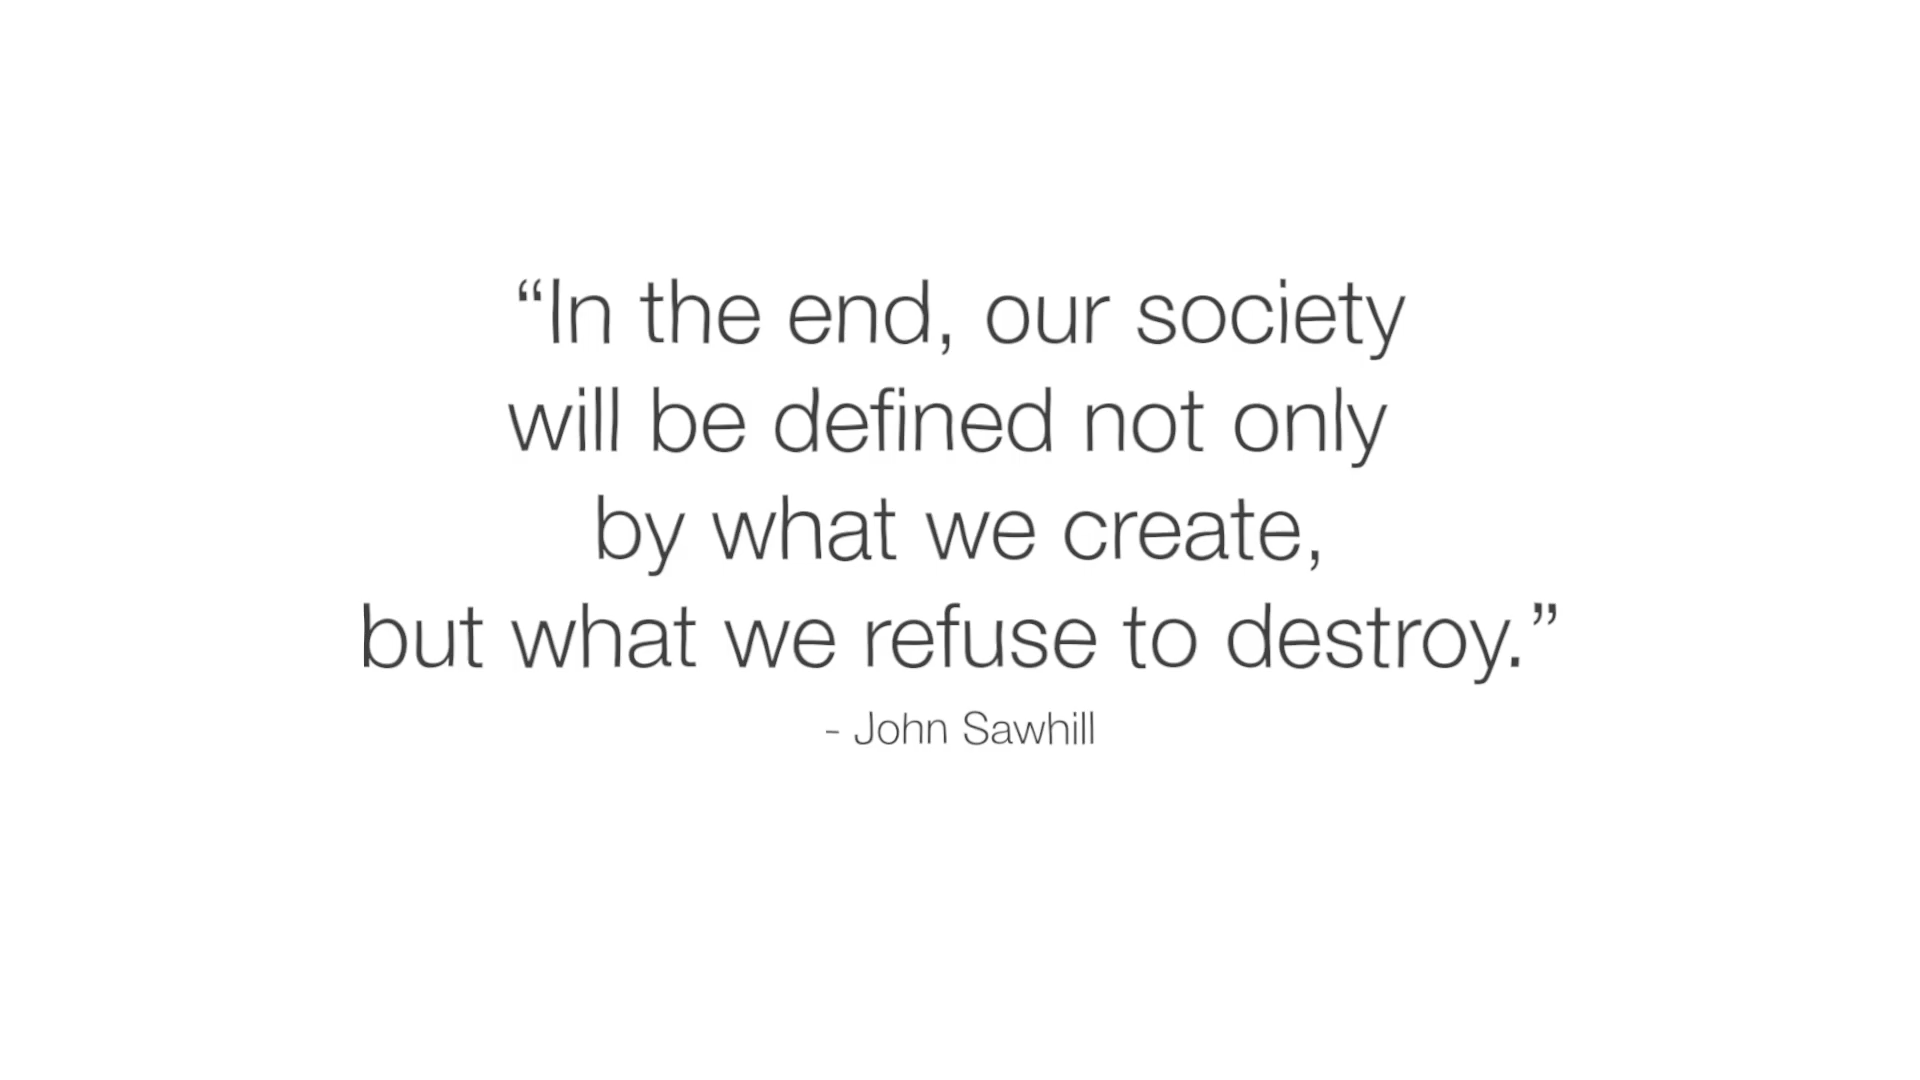 “In the end, our society
will be defined not only
by what we create,
but what we refuse to destroy.”
- John Sawhill